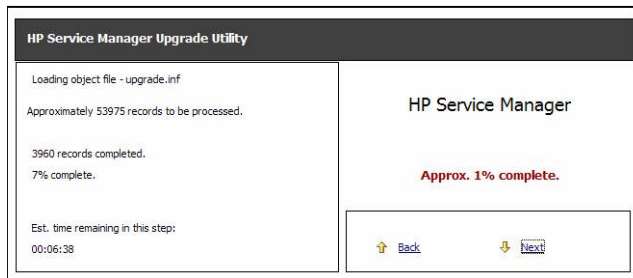 HP Service Manager Upgrade Utility
Loading object file - upgrade.inf
Approximately 53975 records to be processed.
3960 records completed.
7% complete.
Est. time remaining in this step:
00:06:38
HP Service Manager
Approx. 1% complete.
Back
Next